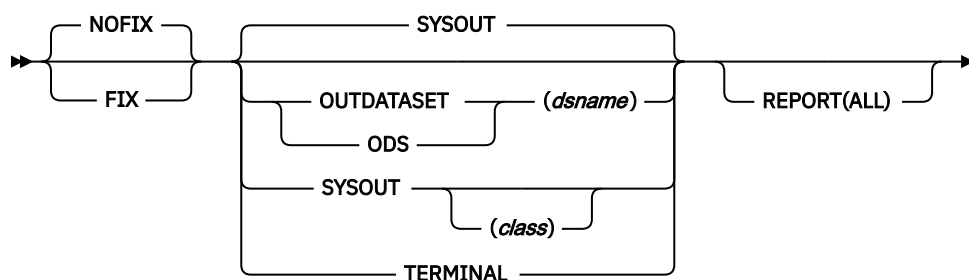 NOFIX
FIX
SYSOUT
OUTDATASET
ODS
(dsname)
SYSOUT
(class)
TERMINAL
REPORT(ALL)